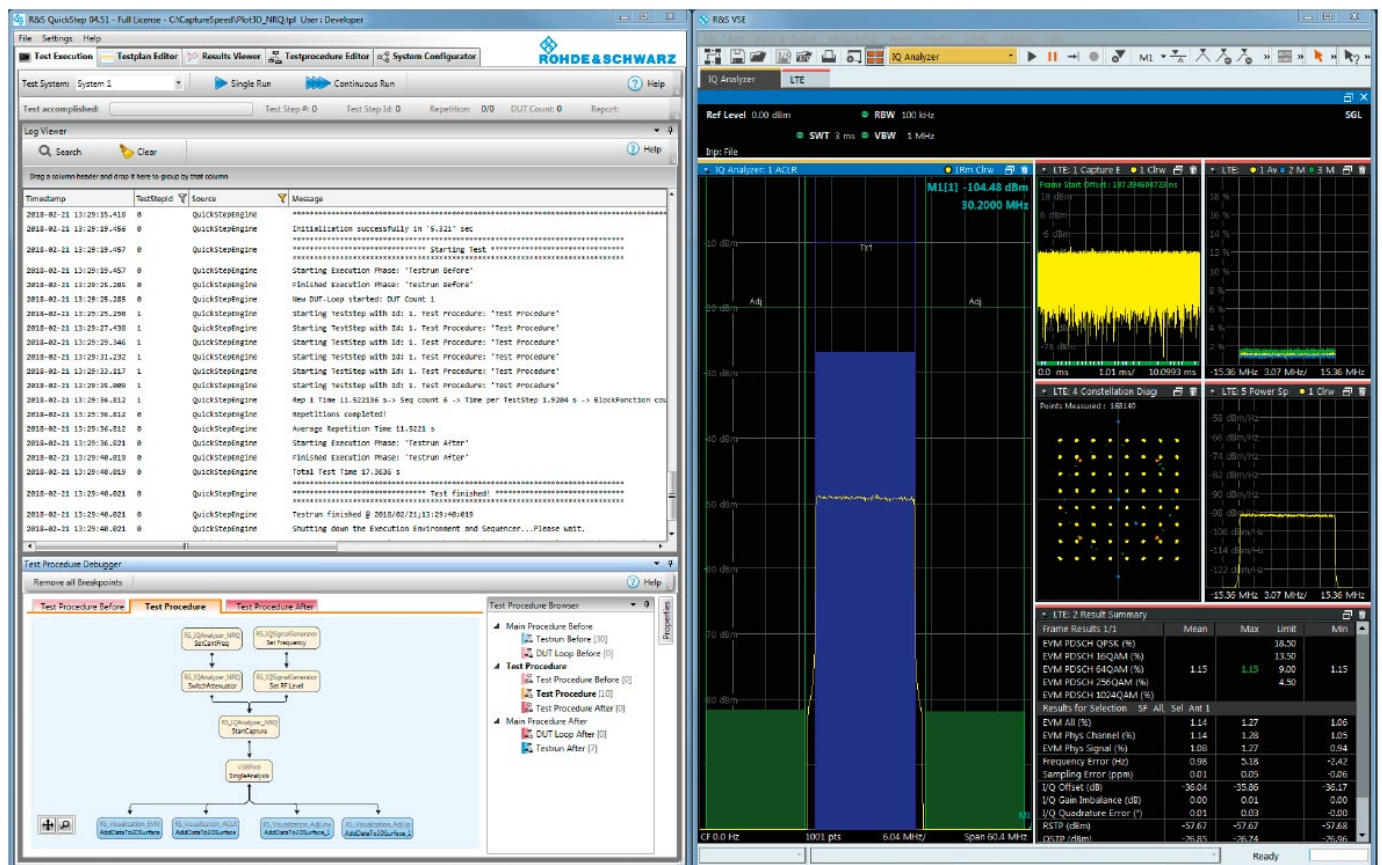 R&S QuickStep 04.51 - Full License - C:\CaptureSpeed\Plot3D_NRQ.tpl User : Developer
File Settings Help
Test Execution Testplan Editor Results Viewer Testprocedure Editor System Configurator
ROHDE & SCHWARZ
Test System: System 1 Single Run Continuous Run Help
Test accomplished: Test Step #: 0 Test Step Id: 0 Repetition: 0/0 DUT Count: 0 Report:
Log Viewer
Search Clear Help
Drag a column header and drop it here to group by that column
Timestamp TestStepId Source Message
2018-02-21 13:29:15.418 0 QuickStepEngine
2018-02-21 13:29:19.456 0 QuickStepEngine Initialization successfully in '5.321' sec
2018-02-21 13:29:19.457 0 QuickStepEngine Starting Test
2018-02-21 13:29:19.457 0 QuickStepEngine Starting Execution Phase: 'Testrun Before'
2018-02-21 13:29:25.285 0 QuickStepEngine Finished Execution Phase: 'Testrun Before'
2018-02-21 13:29:25.285 0 QuickStepEngine New DUT-Loop started: DUT Count 1
2018-02-21 13:29:25.290 1 QuickStepEngine Starting TestStep with Id: 1. Test Procedure: 'Test Procedure'
2018-02-21 13:29:27.438 1 QuickStepEngine Starting TestStep with Id: 1. Test Procedure: 'Test Procedure'
2018-02-21 13:29:29.346 1 QuickStepEngine Starting TestStep with Id: 1. Test Procedure: 'Test Procedure'
2018-02-21 13:29:31.232 1 QuickStepEngine Starting TestStep with Id: 1. Test Procedure: 'Test Procedure'
2018-02-21 13:29:33.117 1 QuickStepEngine Starting TestStep with Id: 1. Test Procedure: 'Test Procedure'
2018-02-21 13:29:35.009 1 QuickStepEngine Starting TestStep with Id: 1. Test Procedure: 'Test Procedure'
2018-02-21 13:29:36.812 1 QuickStepEngine Rep 1 Time 11.522136 s-> Seq count 6 -> Time per TestStep 1.9204 s -> BlockFunction cou
2018-02-21 13:29:36.812 0 QuickStepEngine Repetitions completed!
2018-02-21 13:29:36.812 0 QuickStepEngine Average Repetition Time 11.5221 s
2018-02-21 13:29:36.821 0 QuickStepEngine Starting Execution Phase: 'Testrun After'
2018-02-21 13:29:40.019 0 QuickStepEngine Finished Execution Phase: 'Testrun After'
2018-02-21 13:29:40.019 0 QuickStepEngine Total Test Time 17.3636 s
2018-02-21 13:29:40.021 0 QuickStepEngine Test finished!
2018-02-21 13:29:40.021 0 QuickStepEngine Testrun finished @ 2018/02/21;13:29:40:019
2018-02-21 13:29:40.021 0 QuickStepEngine Shutting down the Execution Environment and Sequencer...Please wait.
Test Procedure Debugger
Remove all Breakpoints Help
Test Procedure Before Test Procedure Test Procedure After
RS_IQAnalyzer_NRQ
SetCentFreq
RS_IQSignalGenerator
Set Frequency
RS_IQAnalyzer_NRQ
SwitchAttenuator
RS_IQSignalGenerator
Set RF Level
RS_IQAnalyzer_NRQ
StartCapture
SingleAnalysis
RS_Visualization_EVM
AddDataTo3DSurface
RS_Visualization_ACLR
AddDataTo3DSurface
RS_Visualization_AdjLow
AddDataTo3DSurface_1
RS_Visualization_AdjUp
AddDataTo3DSurface_1
Test Procedure Browser
Main Procedure Before
Testrun Before [30]
DUT Loop Before [0]
Test Procedure
Test Procedure Before [0]
Test Procedure [10]
Test Procedure After [0]
Main Procedure After
DUT Loop After [0]
Testrun After [7]
Properties
R&S VSE
IQ Analyzer M1
IQ Analyzer LTE
Ref Level 0.00 dBm RBW 100 kHz SGL
SWT 3 ms VBW 1 MHz
Inp: File
IQ Analyzer: 1 ACLR 1Rm Clrw
M1[1] -104.48 dBm
30.2000 MHz
-10 dBm
Tx1
Adj Adj
-20 dBm
-30 dBm
-40 dBm
-50 dBm
-60 dBm
-70 dBm
-80 dBm
M1
CF 0.0 Hz 1001 pts 6.04 MHz/ Span 60.4 MHz
LTE: 1 Capture B 1 Clrw
Frame Start Offset : 187.394604723 ns
18 dBm
6 dBm
-6 dBm
-78 dBm
0.0 ms 1.01 ms/ 10.0993 ms
LTE: 1 Av 2 M 3 M
18 %
16 %
14 %
12 %
10 %
8 %
6 %
4 %
2 %
-15.36 MHz 3.07 MHz/ 15.36 MHz
LTE: 4 Constellation Diag
Points Measured : 168140
LTE: 5 Power Sp 1 Clrw
-58 dBm/Hz
-66 dBm/Hz
-74 dBm/Hz
-82 dBm/Hz
-90 dBm/Hz
-98 dBm/Hz
-106 dBm/Hz
-114 dBm/Hz
-122 dBm/Hz
-15.36 MHz 3.07 MHz/ 15.36 MHz
LTE: 2 Result Summary
Frame Results 1/1 Mean Max Limit Min
EVM PDSCH QPSK (%) 18.50
EVM PDSCH 16QAM (%) 13.50
EVM PDSCH 64QAM (%) 1.15 1.15 9.00 1.15
EVM PDSCH 256QAM (%) 4.50
EVM PDSCH 1024QAM (%)
Results for Selection SF All, Sel Ant 1
EVM All (%) 1.14 1.27 1.06
EVM Phys Channel (%) 1.14 1.28 1.05
EVM Phys Signal (%) 1.08 1.27 0.94
Frequency Error (Hz) 0.98 5.18 -2.42
Sampling Error (ppm) 0.01 0.05 -0.06
I/Q Offset (dB) -36.04 -35.86 -36.17
I/Q Gain Imbalance (dB) 0.00 0.01 0.00
I/Q Quadrature Error (°) 0.01 0.03 -0.00
RSTP (dBm) -57.67 -57.67 -57.68
OSTP (dBm) -26.85 -26.74 -26.96
Ready